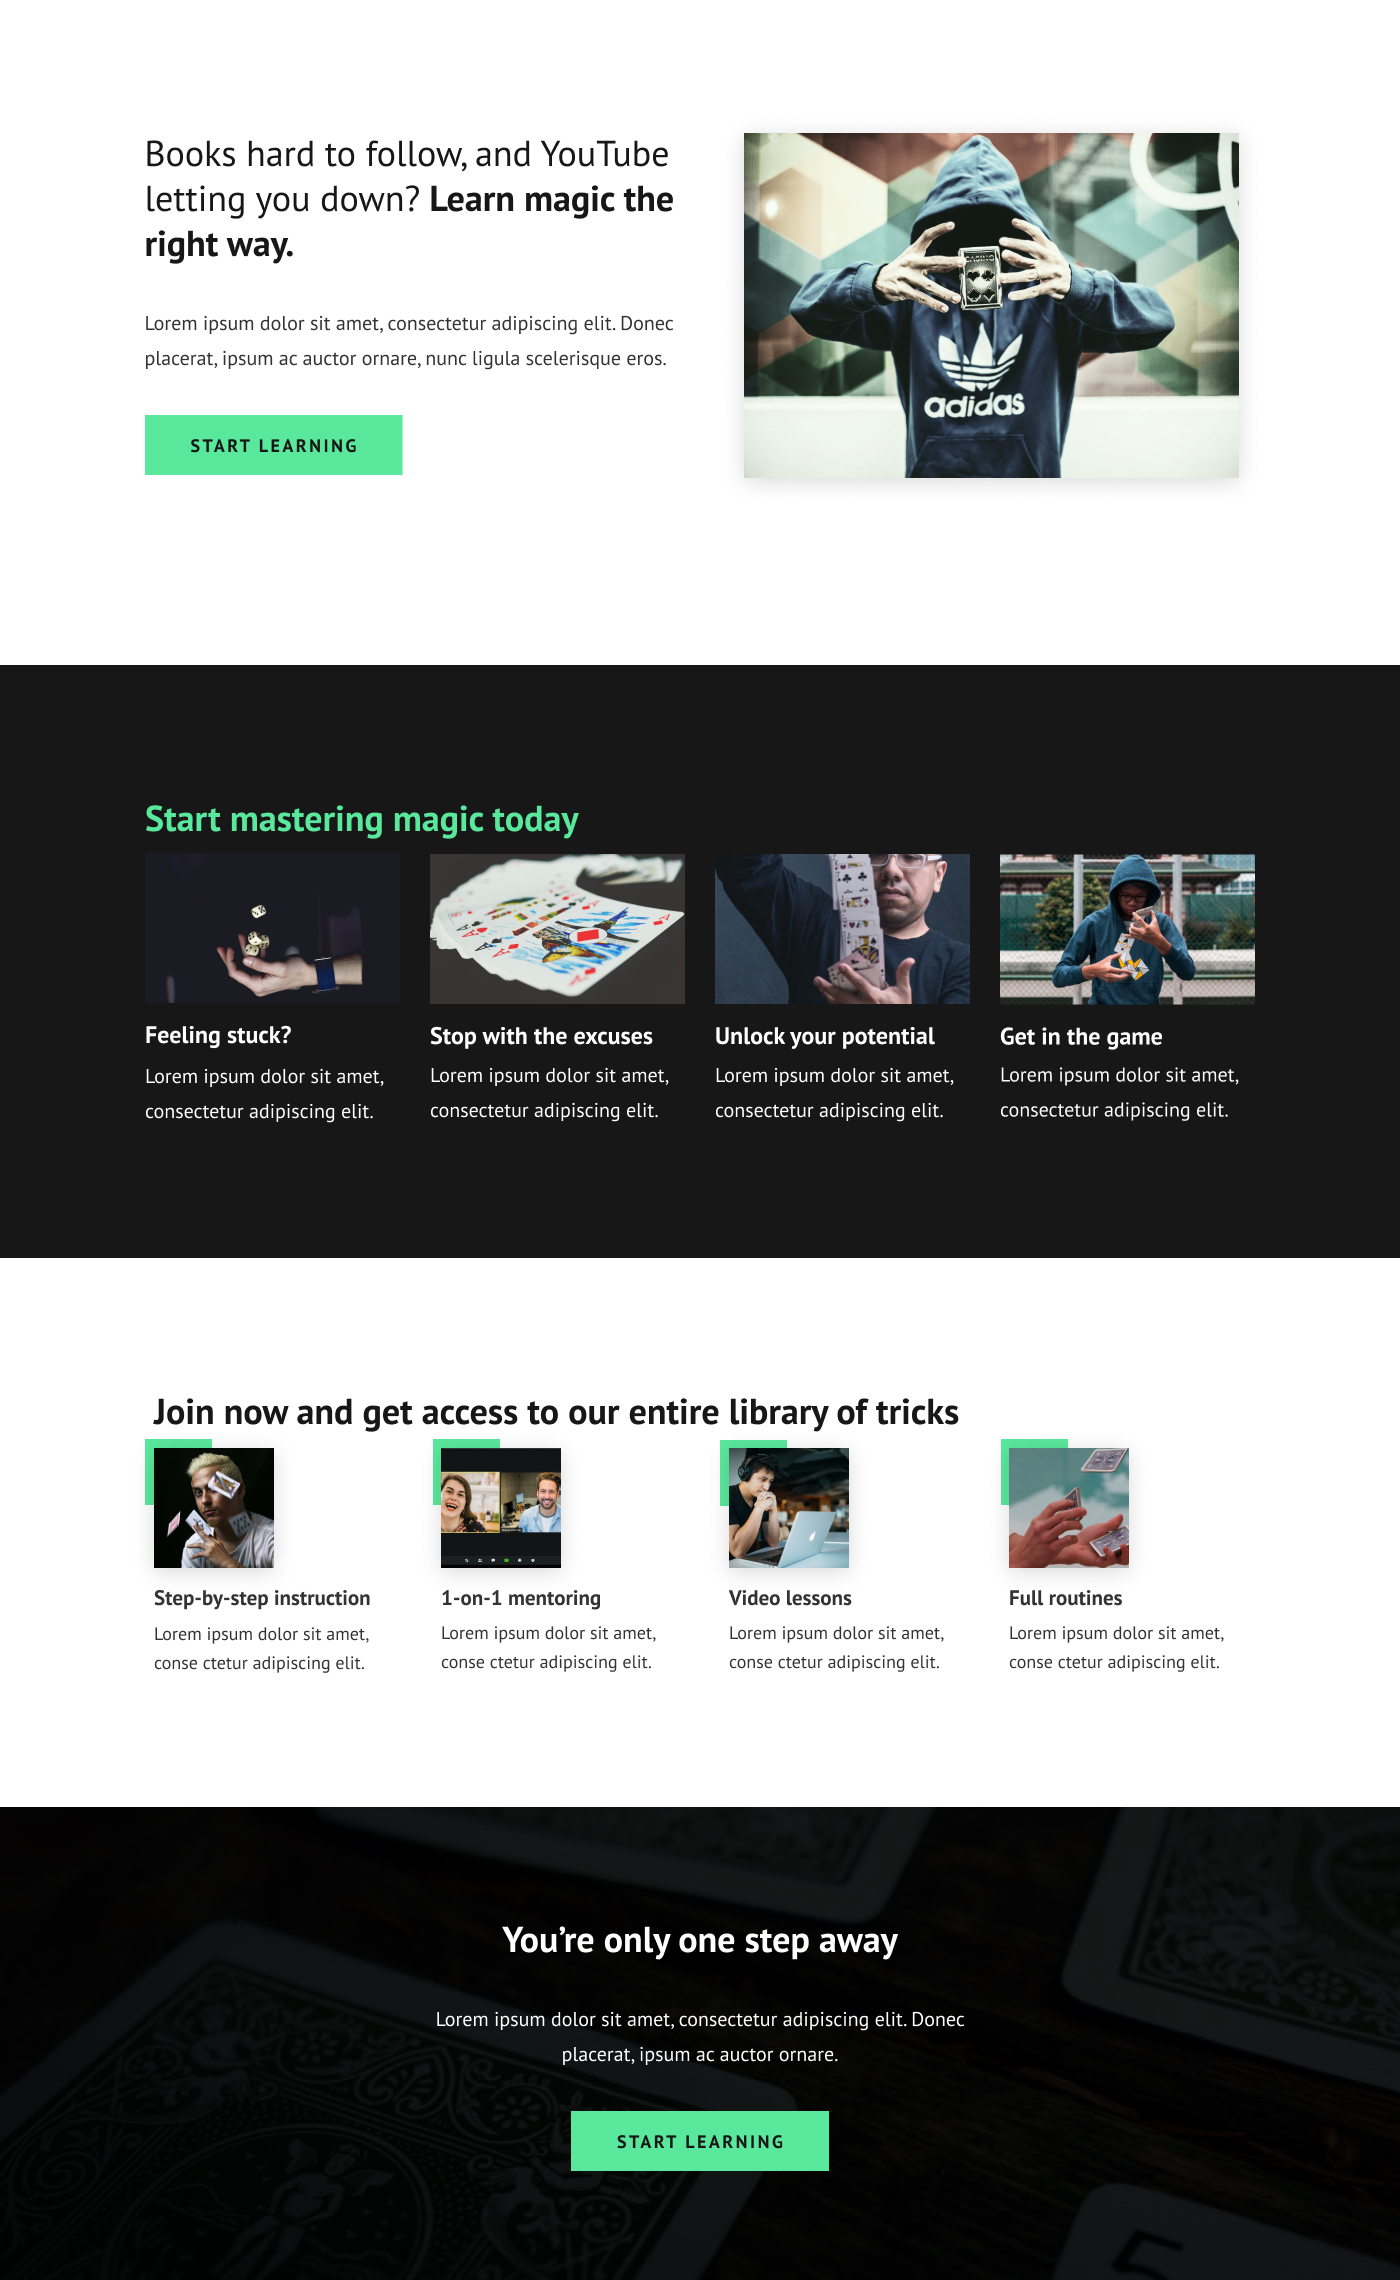 Books hard to follow, and YouTube
letting you down? Learn magic the
right way.
Lorem ipsum dolor sit amet, consectetur adipiscing elit. Donec
placerat, ipsum ac auctor ornare, nunc ligula scelerisque eros.
START LEARNING
CASINO
adidas
Start mastering magic today
Feeling stuck?
Lorem ipsum dolor sit amet,
consectetur adipiscing elit.
Stop with the excuses
Lorem ipsum dolor sit amet,
consectetur adipiscing elit.
Unlock your potential
Lorem ipsum dolor sit amet,
consectetur adipiscing elit.
Get in the game
Lorem ipsum dolor sit amet,
consectetur adipiscing elit.
Join now and get access to our entire library of tricks
Step-by-step instruction
Lorem ipsum dolor sit amet,
conse ctetur adipiscing elit.
1-on-1 mentoring
Lorem ipsum dolor sit amet,
conse ctetur adipiscing elit.
Video lessons
Lorem ipsum dolor sit amet,
conse ctetur adipiscing elit.
Full routines
Lorem ipsum dolor sit amet,
conse ctetur adipiscing elit.
You’re only one step away
Lorem ipsum dolor sit amet, consectetur adipiscing elit. Donec
placerat, ipsum ac auctor ornare.
START LEARNING